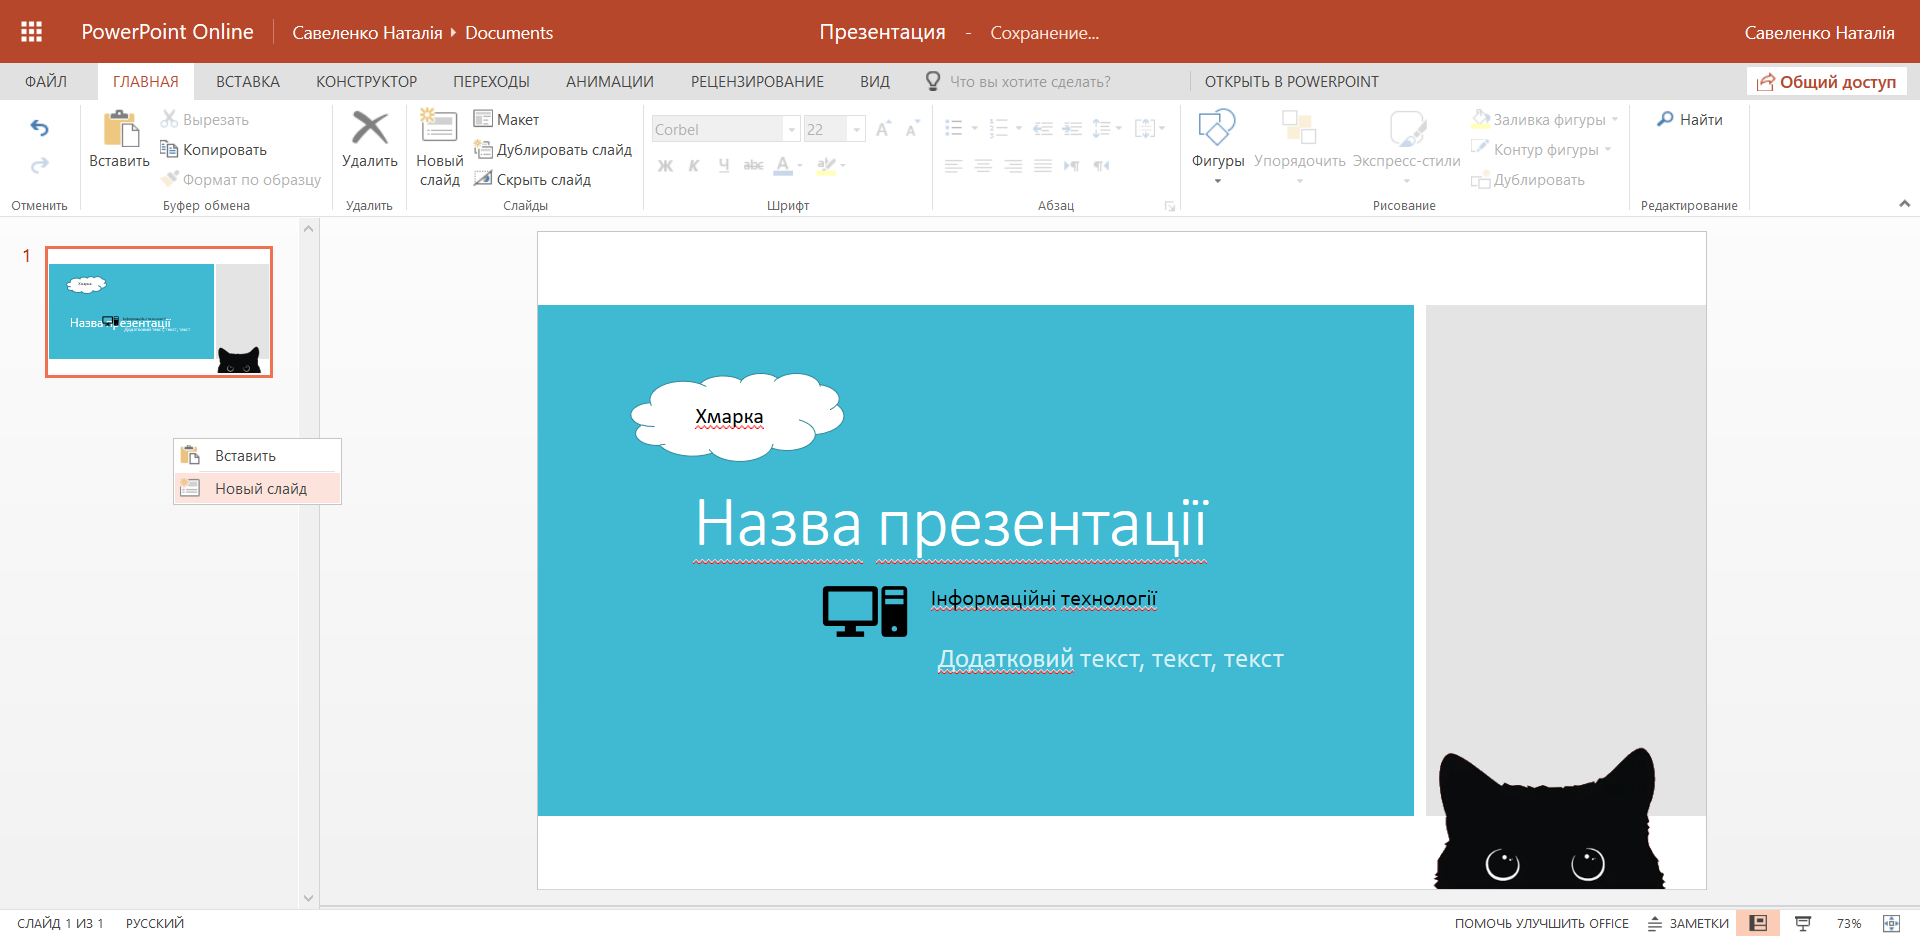 PowerPoint Online
Савеленко Наталія
Documents
Презентация - Сохранение...
Савеленко Наталія
ФАЙЛ ГЛАВНАЯ ВСТАВКА КОНСТРУКТОР ПЕРЕХОДЫ АНИМАЦИИ РЕЦЕНЗИРОВАНИЕ ВИД Что вы хотите сделать? ОТКРЫТЬ В POWERPOINT Общий доступ
Отменить
Вставить
Вырезать
Копировать
Формат по образцу
Буфер обмена
Удалить
Удалить
Новый
слайд
Макет
Дублировать слайд
Скрыть слайд
Слайды
Corbel 22
Ж К Ч abc A
Шрифт
Абзац
Фигуры
Упорядочить
Экспресс-стили
Заливка фигуры
Контур фигуры
Дублировать
Рисование
Найти
Редактирование
1
Хмарка
Назва презентації
Вставить
Новый слайд
Хмарка
Назва презентації
Інформаційні технології
Додатковий текст, текст, текст
СЛАЙД 1 ИЗ 1 РУССКИЙ ПОМОЧЬ УЛУЧШИТЬ OFFICE ЗАМЕТКИ 73%